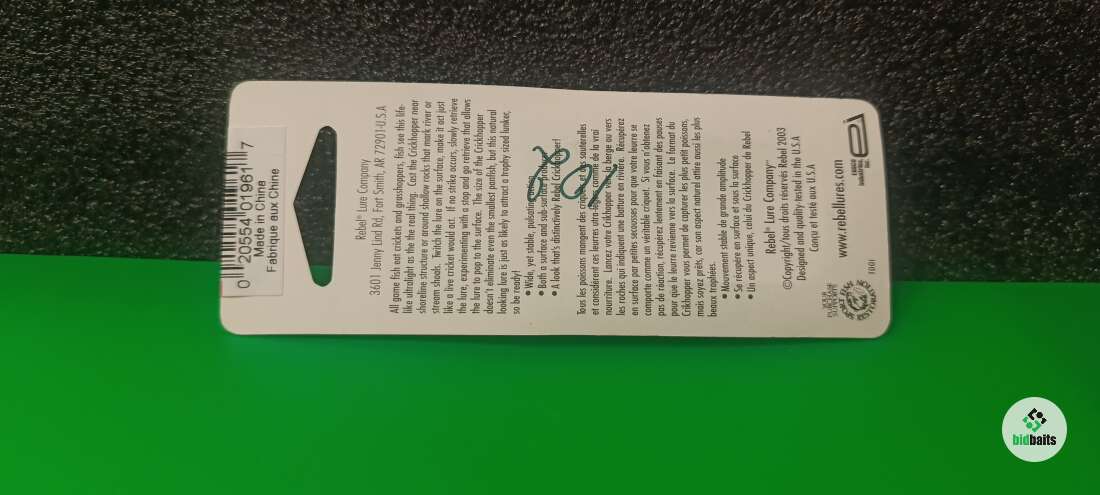 0 20554 01961 7
Made in China
Fabrique aux Chine
Rebel® Lure Company
3601 Jenny Lind Rd, Fort Smith, AR 72901-U.S.A
All game fish eat crickets and grasshoppers, fish see this life-
like ultralight as the the real thing. Cast the Crickhopper near
shoreline structure or around shallow rocks that mark river or
stream shoals. Twitch the lure on the surface, make it act just
like a live cricket would act. If no strike occurs, slowly retrieve
the lure, experimenting with a stop and go retrieve that allows
the lure to pop to the surface. The size of the Crickhopper
doesn't eliminate even the smallest panfish, but this natural
looking lure is just as likely to attract a trophy sized lunker,
so be ready!
• Wide, yet stable, pulsating
• Both a surface and sub-surface
• A look that's distinctively Rebel Crickhopper!
Tous les poissons mangent des criquets et des sauterelles
et considèrent ces leurres utra-légers comme de la vrai
nourriture. Lancez votre Crikhopper vers la berge au vers
les roches qui indiquent une batture en rivière. Récupérez
en surface par petites secousses pour que votre leurre se
comporte comme un véritable criquet. Si vous n'obtenez
pas de réaction, récupérez lentement en faisant des pauses
pour que le leurre revienne vers la surface. Le format du
Crikhopper vous permet de capturer les plus petit poissons,
mais soyez prêts, car son aspect naturel attire aussi les plus
beaux trophées.
• Mouvement stable de grande amplitude
• Se récupère en surface et sous la surface
• Un aspect unique, celui du Crickhopper de Rebel
Rebel® Lure Company™
©Copyright/tous droits réservés Rebel 2003
Designed and quality tested in the U.S.A
Conçu et testé aux U.S.A
www.rebellures.com
1001
EBSCO
INDUSTRIES,
INC.
bidbaits